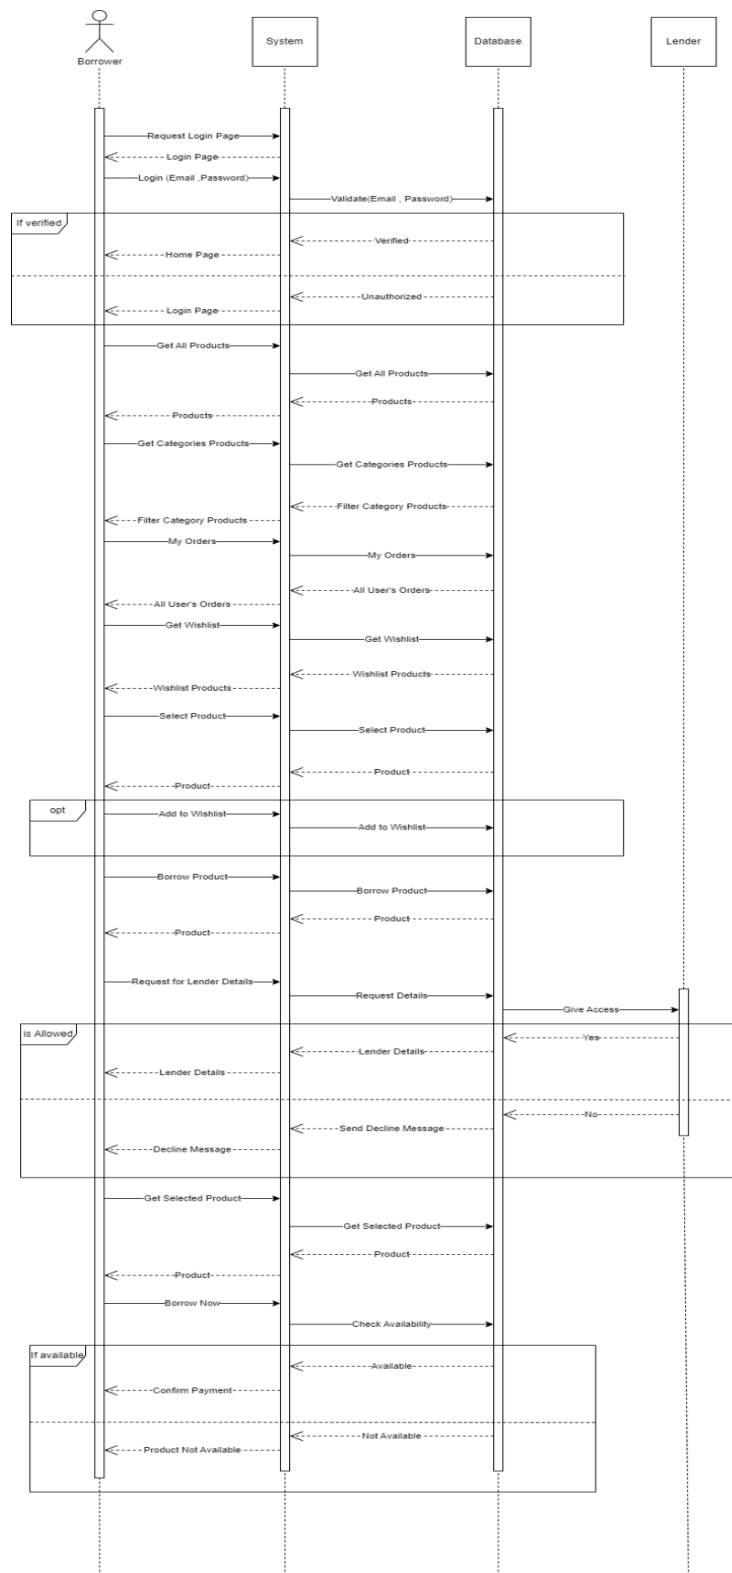 Borrower
System
Database
Lender
Request Login Page
Login Page
Login (Email ,Password)
Validate(Email , Password)
If verified
Verified
Home Page
Unauthorized
Login Page
Get All Products
Get All Products
Products
Products
Get Categories Products
Get Categories Products
Filter Category Products
Filter Category Products
My Orders
My Orders
All User's Orders
All User's Orders
Get Wishlist
Get Wishlist
Wishlist Products
Wishlist Products
Select Product
Select Product
Product
Product
opt
Add to Wishlist
Add to Wishlist
Borrow Product
Borrow Product
Product
Product
Request for Lender Details
Request Details
Give Access
is Allowed
Yes
Lender Details
Lender Details
No
Send Decline Message
Decline Message
Get Selected Product
Get Selected Product
Product
Product
Borrow Now
Check Availability
If available
Available
Confirm Payment
Not Available
Product Not Available